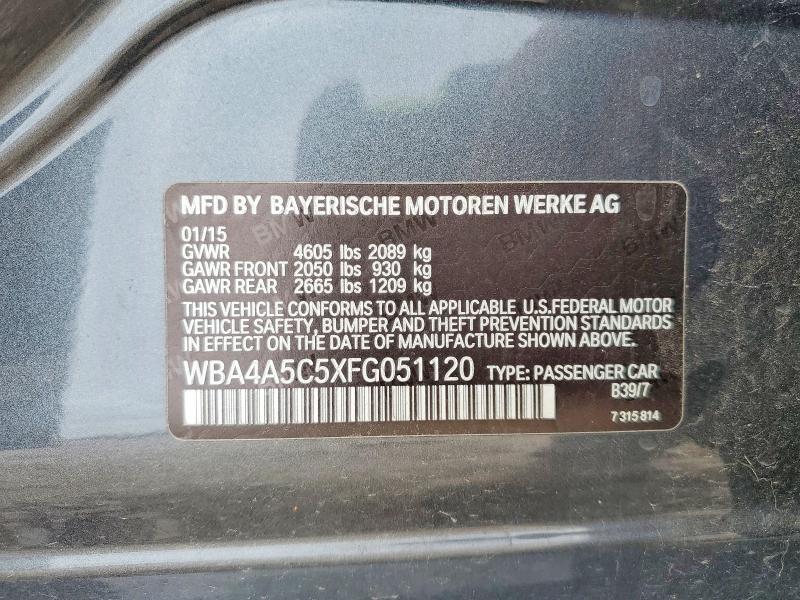 MFD BY BAYERISCHE MOTOREN WERKE AG
01/15
GVWR 4605 lbs 2089 kg
GAWR FRONT 2050 lbs 930 kg
GAWR REAR 2665 lbs 1209 kg
THIS VEHICLE CONFORMS TO ALL APPLICABLE U.S.FEDERAL MOTOR
VEHICLE SAFETY, BUMPER AND THEFT PREVENTION STANDARDS
IN EFFECT ON THE DATE OF MANUFACTURE SHOWN ABOVE.
WBA4A5C5XFG051120 TYPE: PASSENGER CAR
B39/7
7 315 814